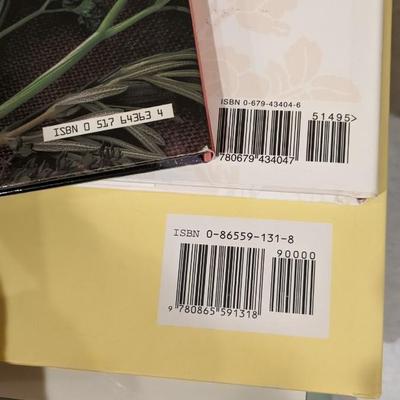 ISBN 0 517 64363 4
ISBN 0-679-43404-6
51495>
780679 434047
ISBN 0-86559-131-8
90000
9 780865 591318